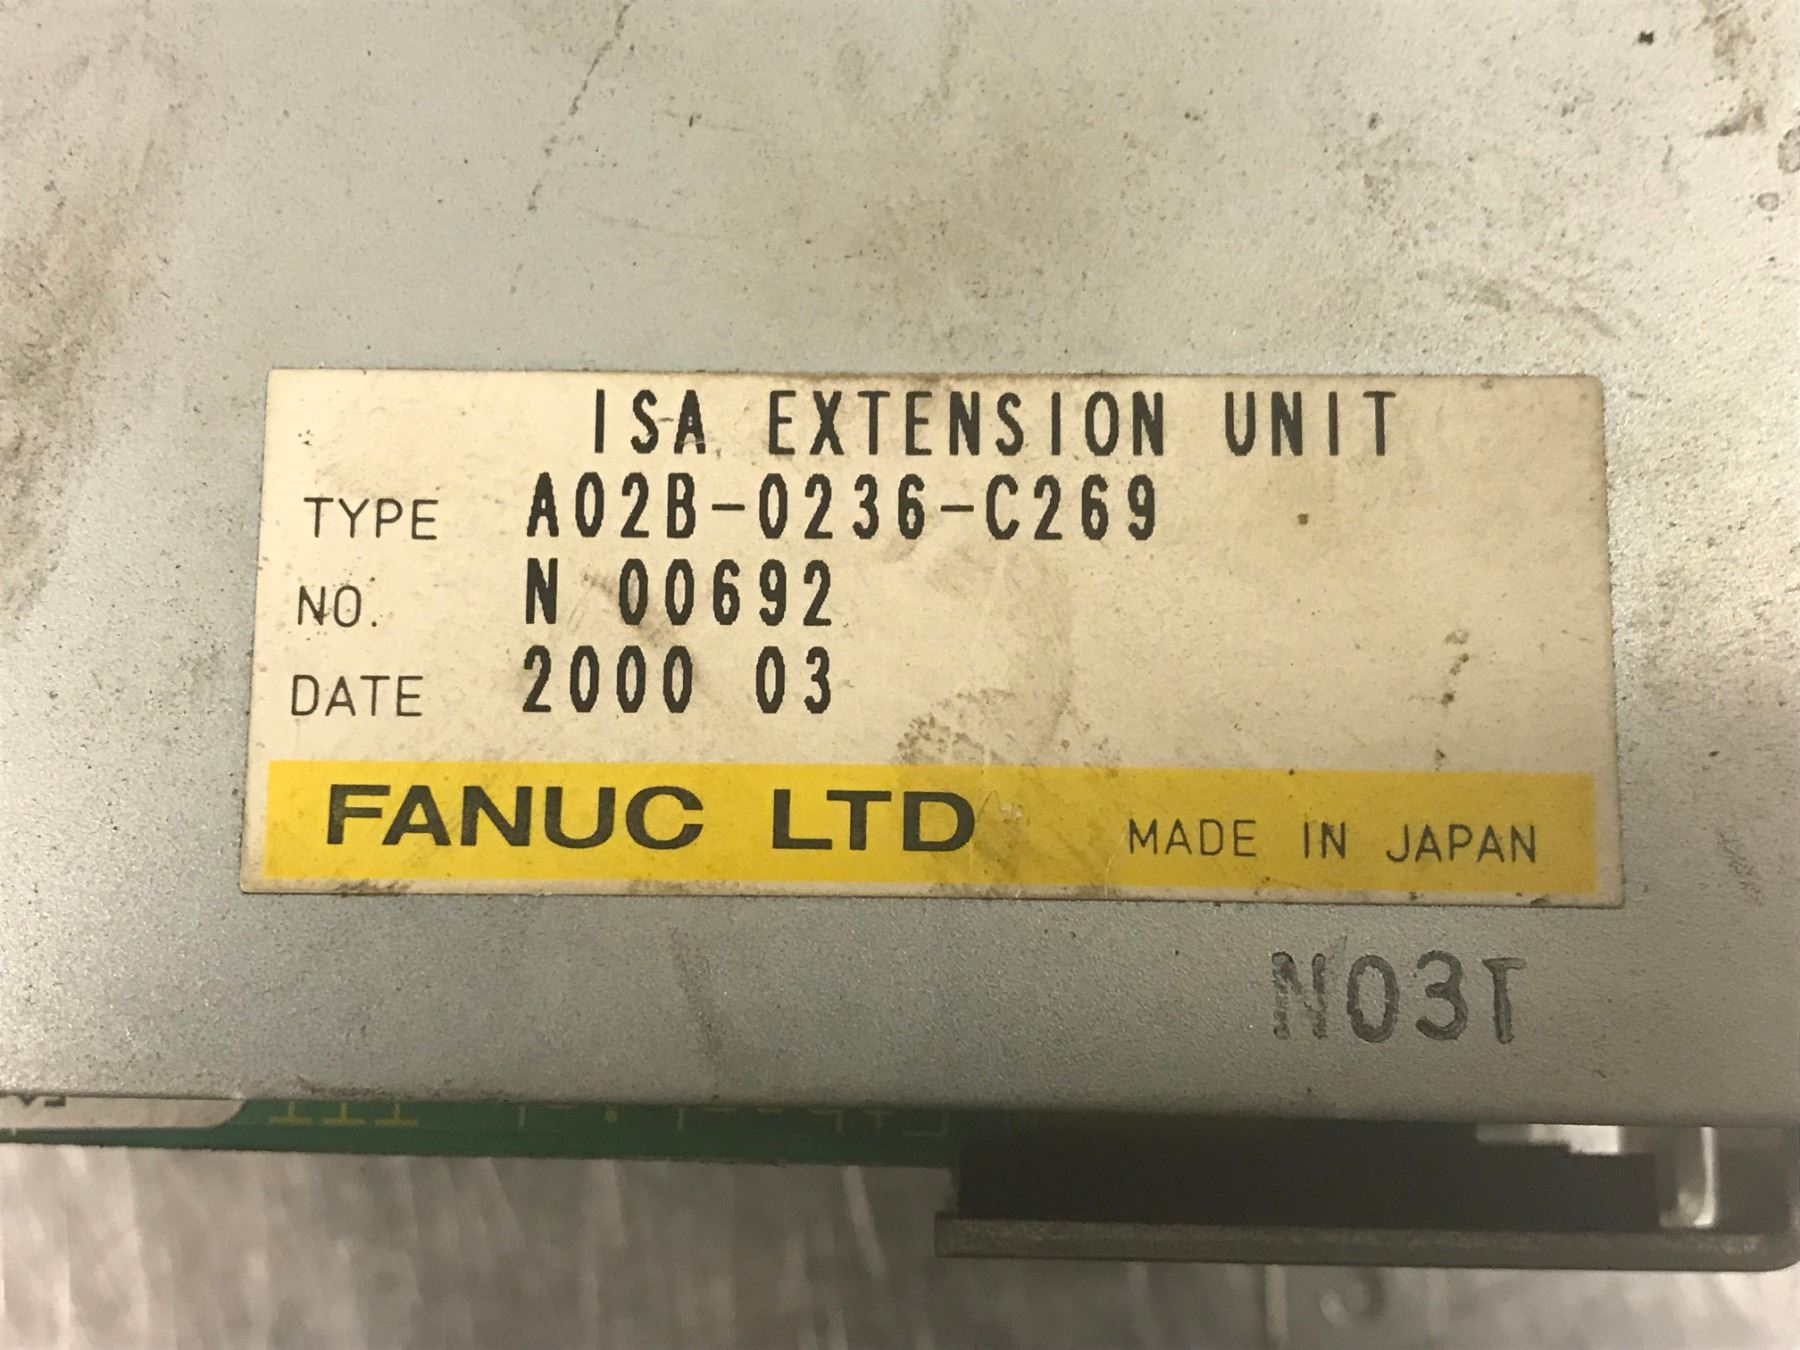 ISA EXTENSION UNIT
TYPE A02B-0236-C269
NO. N 00692
DATE 2000 03
FANUC LTD MADE IN JAPAN
N03T